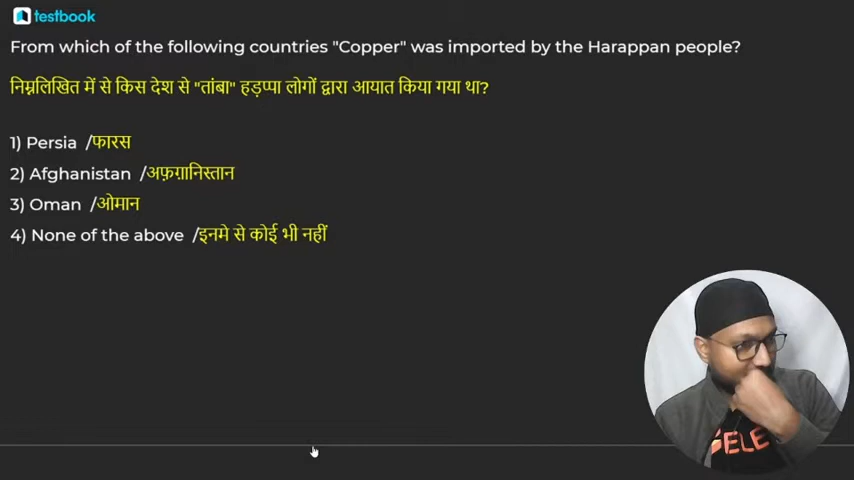 testbook
From which of the following countries "Copper" was imported by the Harappan people?
निम्नलिखित में से किस देश से "तांबा" हड़प्पा लोगों द्वारा आयात किया गया था?
1) Persia /फारस
2) Afghanistan /अफ़ग़ानिस्तान
3) Oman /ओमान
4) None of the above /इनमे से कोई भी नहीं